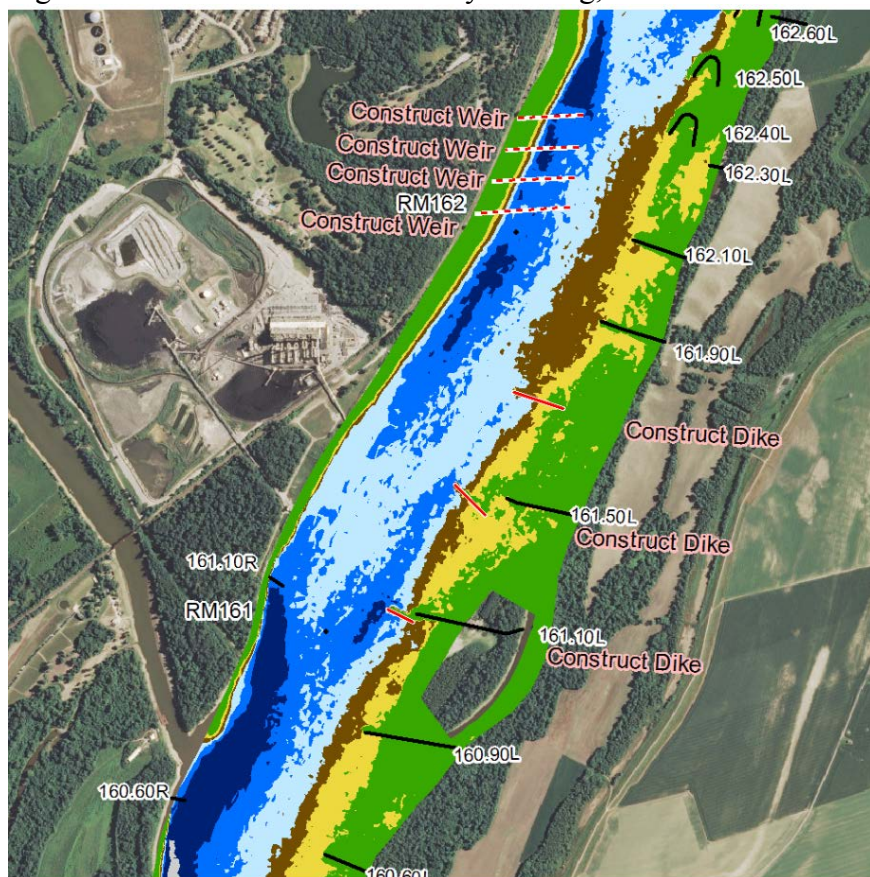 162.60L
162.50L
Construct Weir
162.40L
Construct Weir
162.30L
Construct Weir
RM162
Construct Weir
162.10L
161.90L
Construct Dike
161.50L
Construct Dike
161.10R
RM161
161.10L
Construct Dike
160.90L
160.60R
160.60L